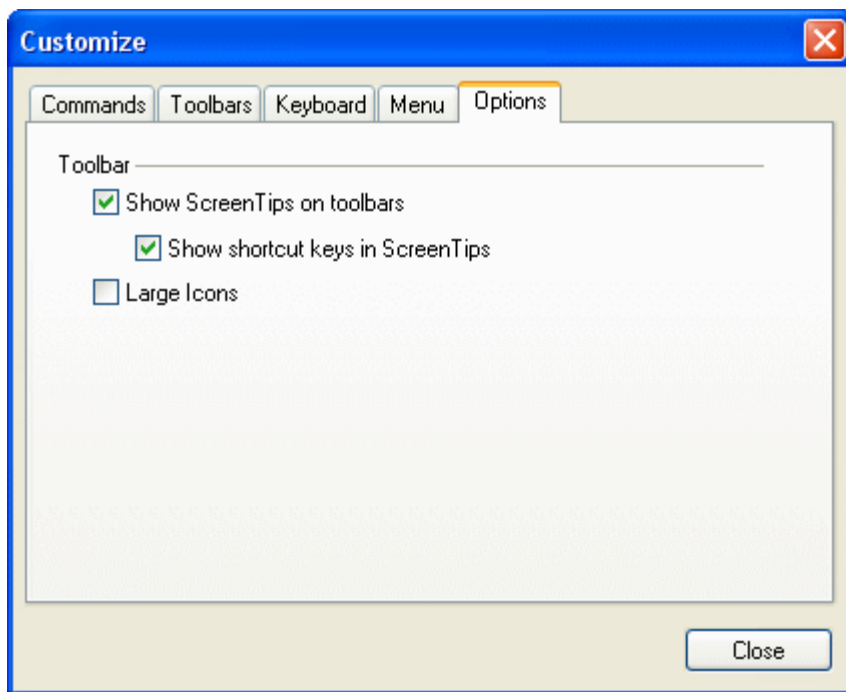 Customize
Commands Toolbars Keyboard Menu Options
Toolbar
Show ScreenTips on toolbars
Show shortcut keys in ScreenTips
Large Icons
Close